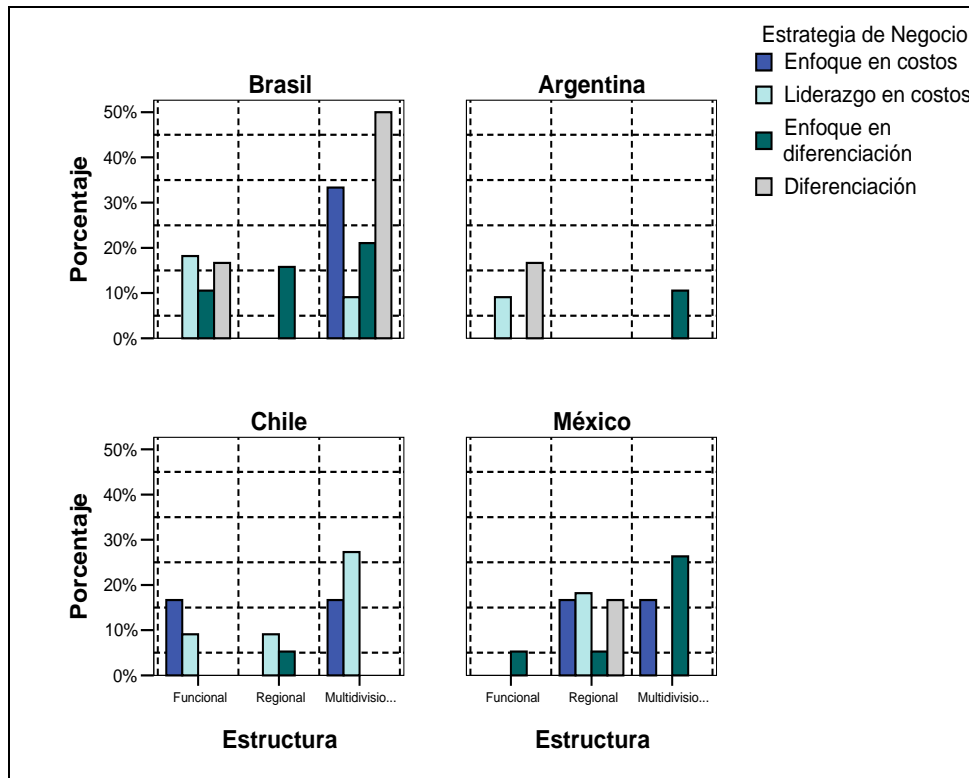 Estrategia de Negocio
Enfoque en costos
Liderazgo en costos
Enfoque en
diferenciación
Diferenciación
Brasil
Argentina
Porcentaje
50%
40%
30%
20%
10%
0%
Chile
México
Porcentaje
50%
40%
30%
20%
10%
0%
Funcional Regional Multidivisio...
Funcional Regional Multidivisio...
Estructura
Estructura